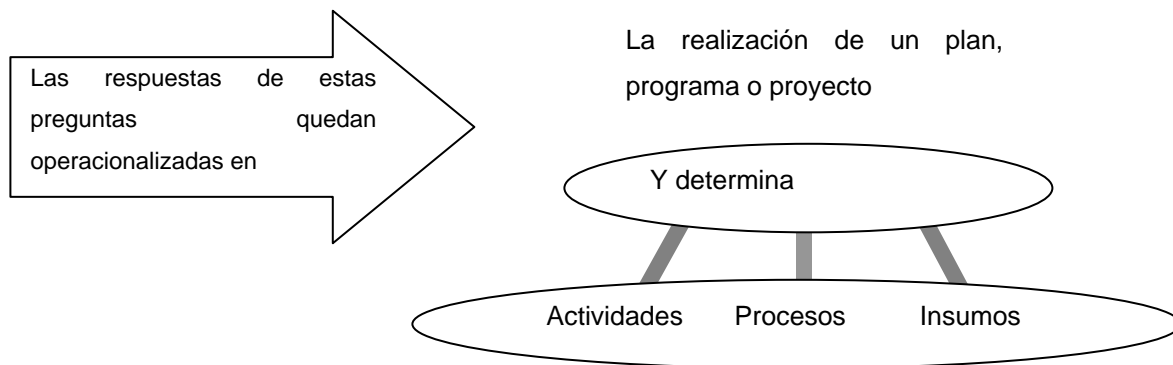 Las respuestas de estas
preguntas quedan
operacionalizadas en
La realización de un plan,
programa o proyecto
Y determina
Actividades Procesos Insumos